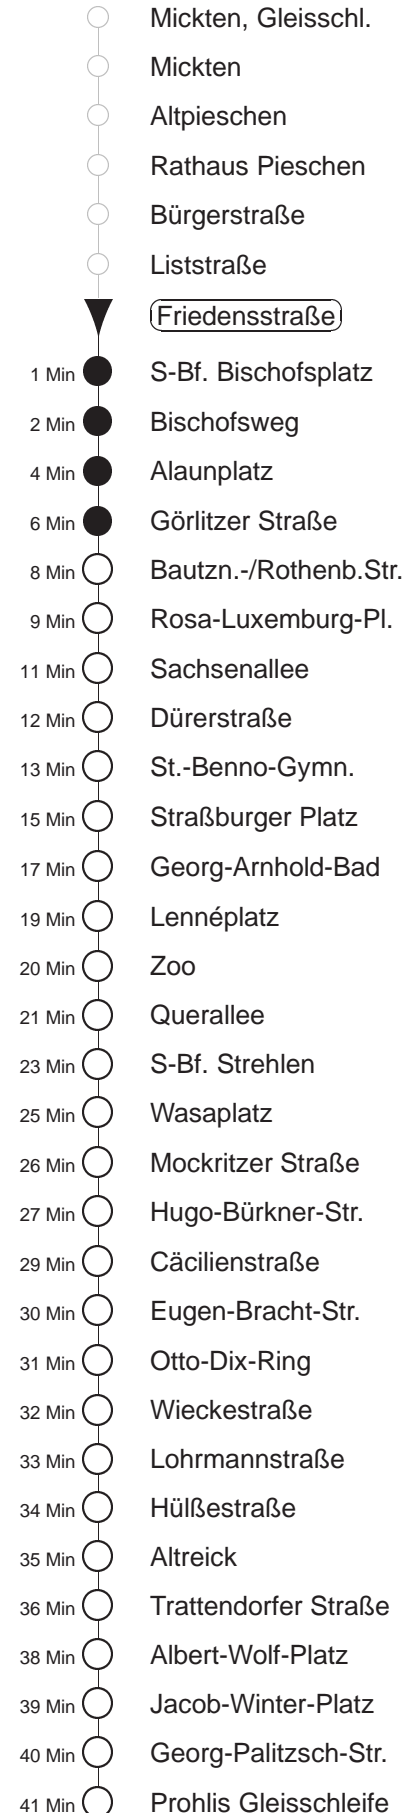 Mickten, Gleisschl.
Mickten
Altpieschen
Rathaus Pieschen
Bürgerstraße
Liststraße
Friedensstraße
1 Min S-Bf. Bischofsplatz
2 Min Bischofsweg
4 Min Alaunplatz
6 Min Görlitzer Straße
8 Min Bautzn.-/Rothenb.Str.
9 Min Rosa-Luxemburg-Pl.
11 Min Sachsenallee
12 Min Dürerstraße
13 Min St.-Benno-Gymn.
15 Min Straßburger Platz
17 Min Georg-Arnhold-Bad
19 Min Lennéplatz
20 Min Zoo
21 Min Querallee
23 Min S-Bf. Strehlen
25 Min Wasaplatz
26 Min Mockritzer Straße
27 Min Hugo-Bürkner-Str.
29 Min Cäcilienstraße
30 Min Eugen-Bracht-Str.
31 Min Otto-Dix-Ring
32 Min Wieckestraße
33 Min Lohrmannstraße
34 Min Hülßestraße
35 Min Altreick
36 Min Trattendorfer Straße
38 Min Albert-Wolf-Platz
39 Min Jacob-Winter-Platz
40 Min Georg-Palitzsch-Str.
41 Min Prohlis Gleisschleife